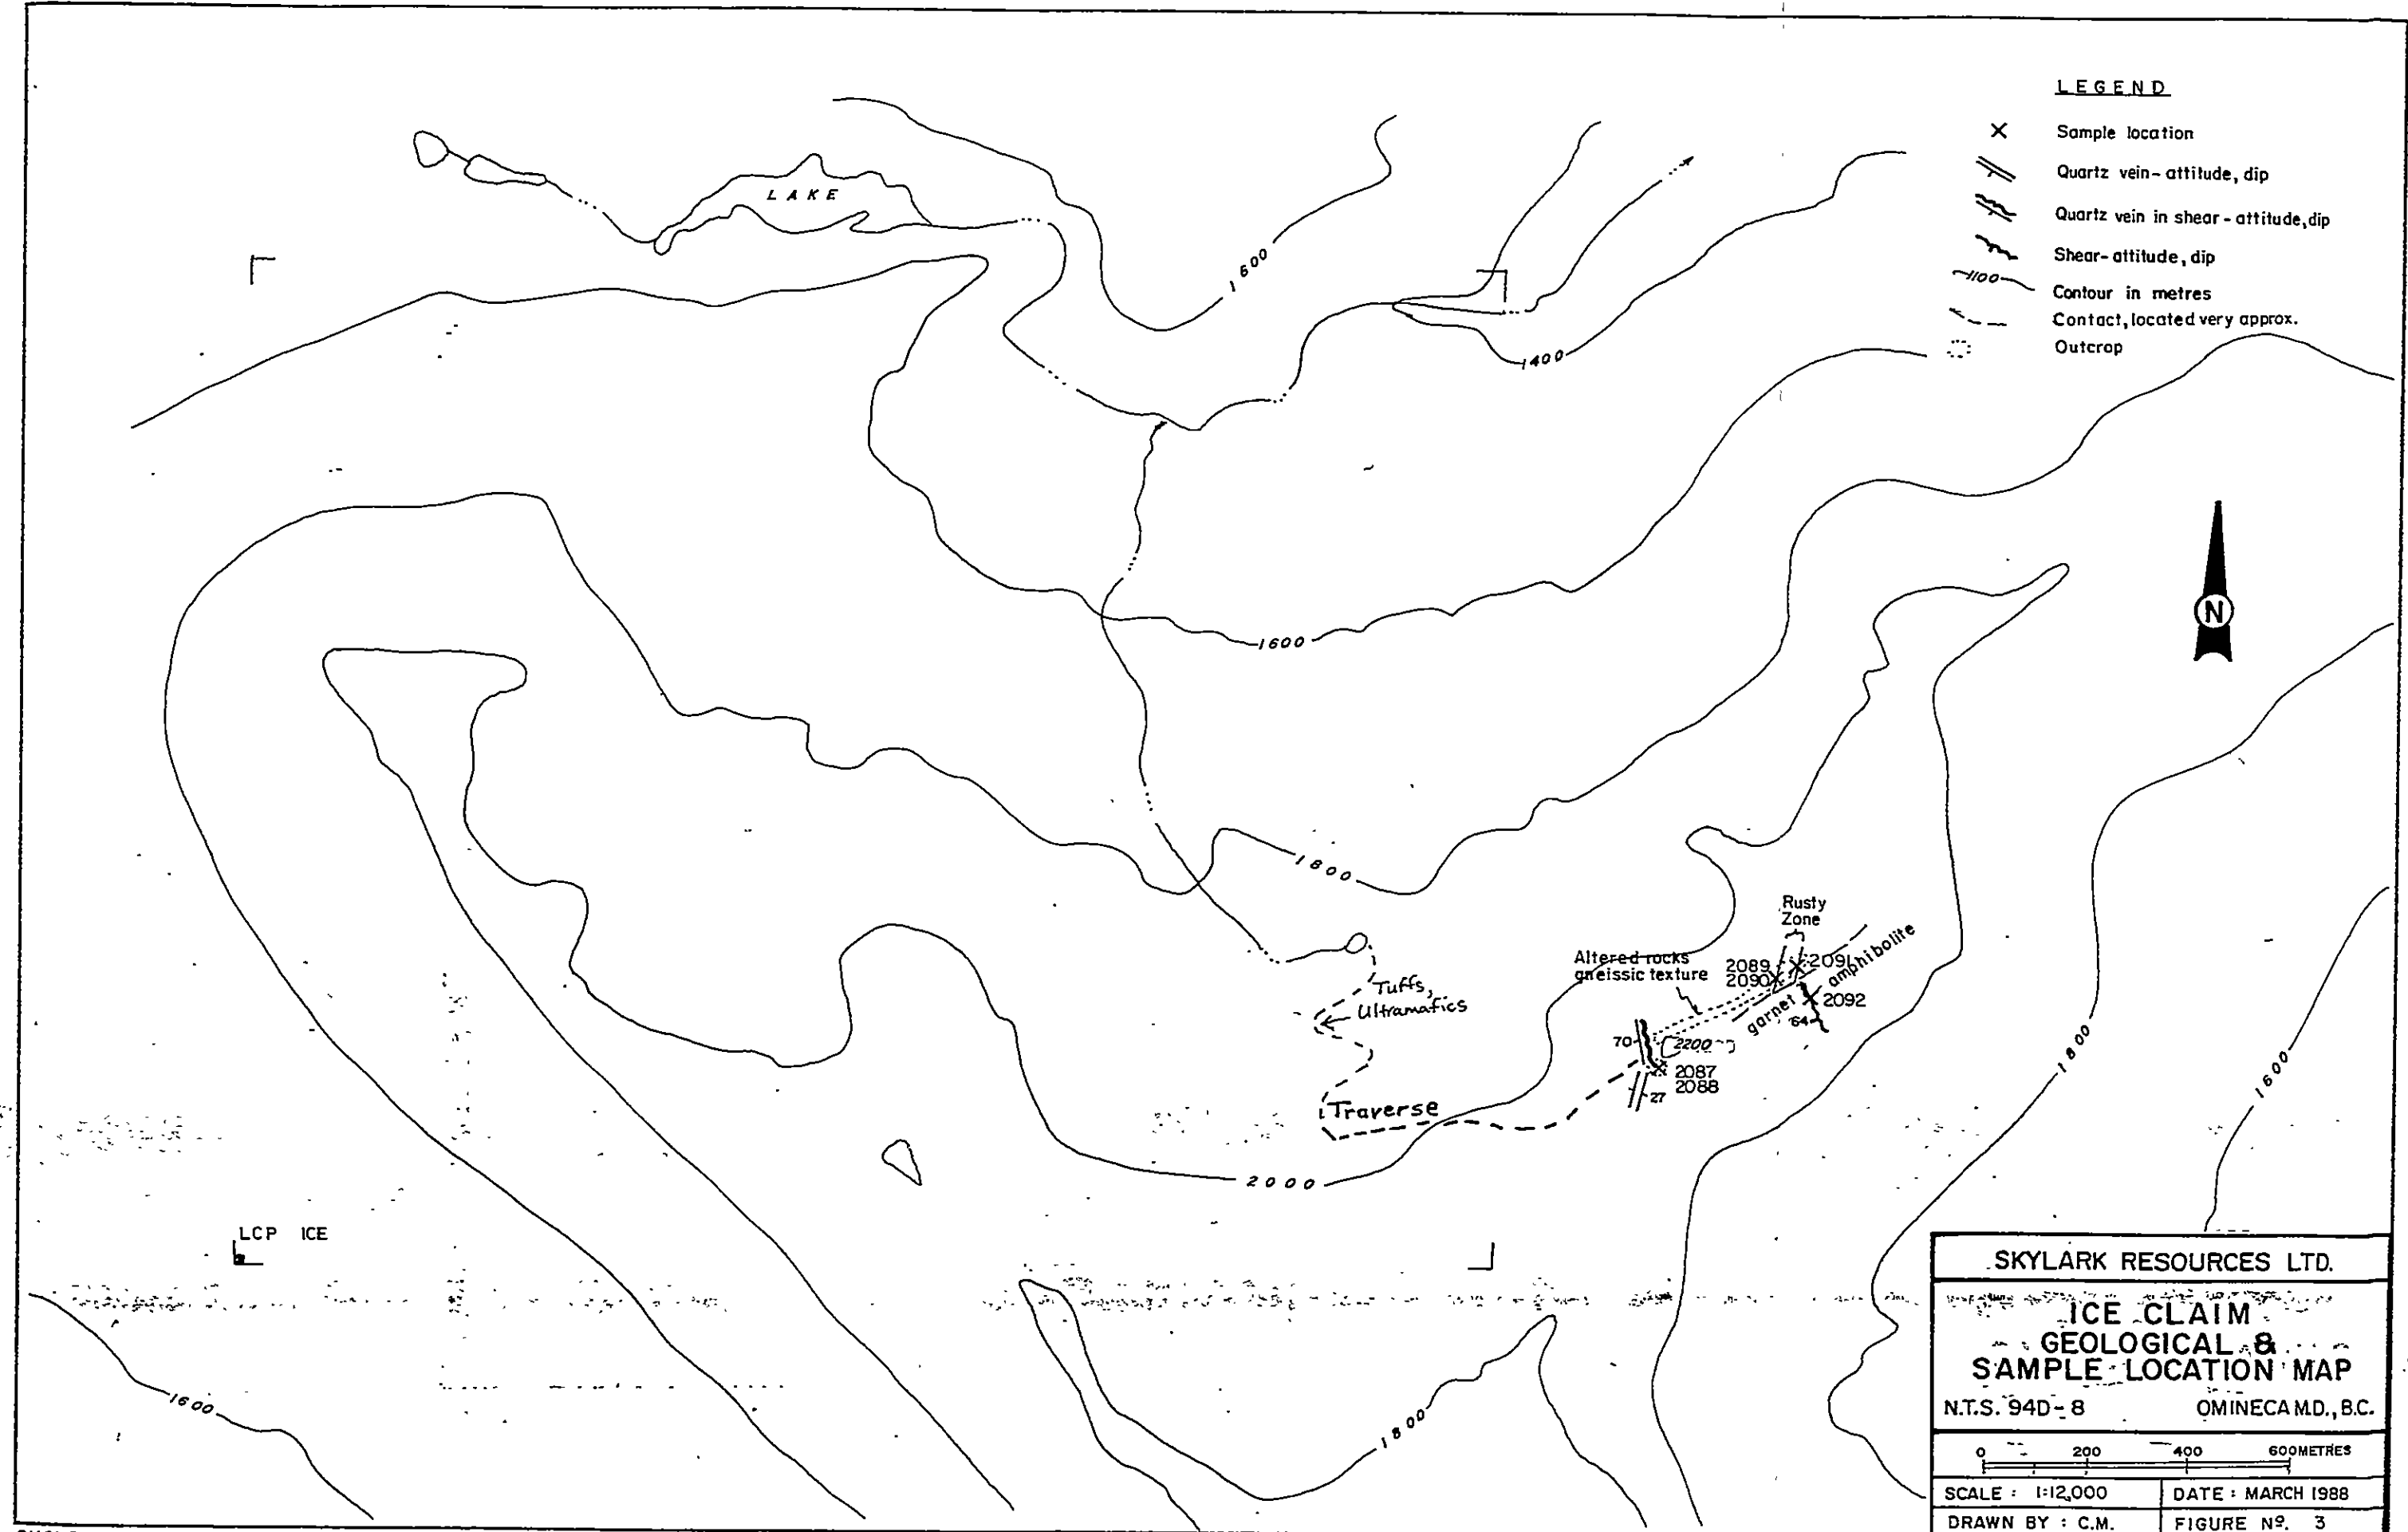 LEGEND
Sample location
Quartz vein-attitude, dip
Quartz vein in shear-attitude, dip
Shear-attitude, dip
1100
Contour in metres
Contact, located very approx.
Outcrop
LAKE
1600
1400
N
1600
1800
Rusty
Zone
Altered rocks
gneissic texture
2089
2090
2091
garnet amphibolite
2092
64
Tuffs,
Ultramafics
70
2200
2087
2088
27
1800
1600
Traverse
2000
LCP ICE
1600
1800
SKYLARK RESOURCES LTD.
ICE CLAIM
GEOLOGICAL &
SAMPLE LOCATION MAP
N.T.S. 94D-8 OMINECA M.D., B.C.
0 200 400 600 METRES
SCALE : 1:12,000 DATE : MARCH 1988
DRAWN BY : C.M. FIGURE Nº. 3